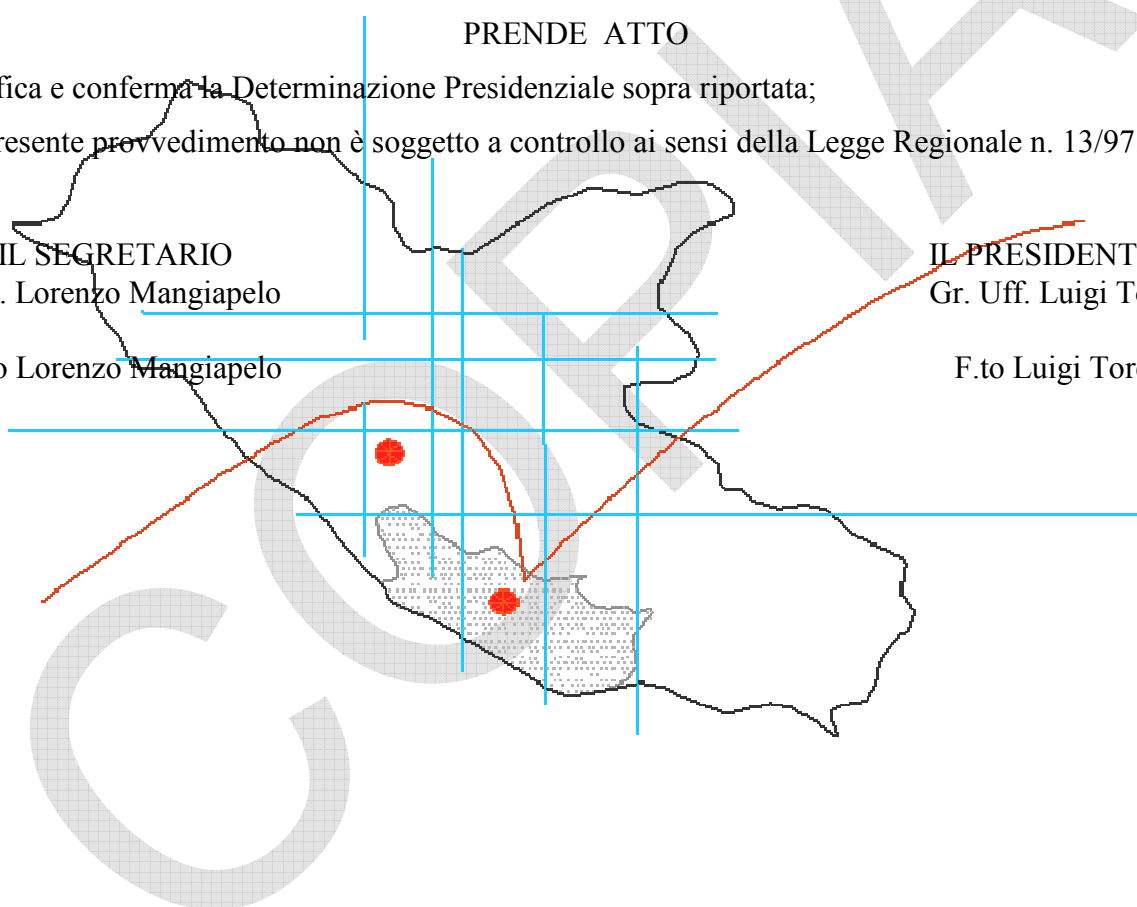 PRENDE ATTO
fica e conferma la Determinazione Presidenziale sopra riportata;
resente provvedimento non è soggetto a controllo ai sensi della Legge Regionale n. 13/97
IL SEGRETARIO
IL PRESIDENT
. Lorenzo Mangiapelo
Gr. Uff. Luigi To
o Lorenzo Mangiapelo
F.to Luigi Tor
COPIA